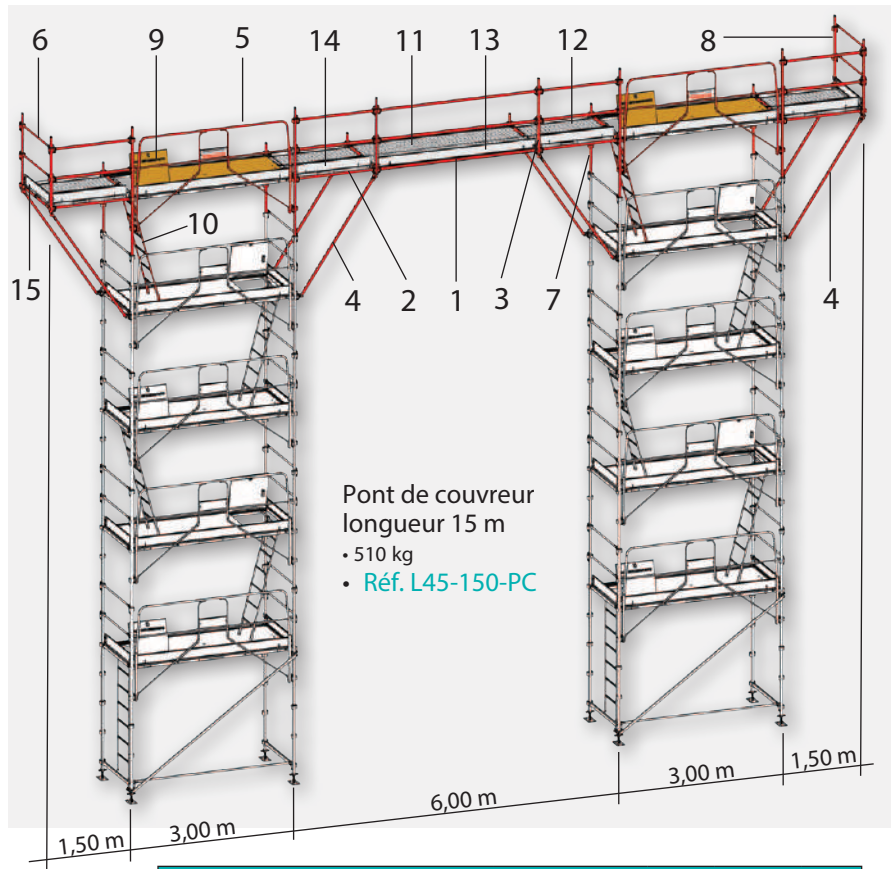 6
9
5
14
11
13
12
8
10
15
4
2
1
3
7
4
Pont de couvreur
longueur 15 m
• 510 kg
• Réf. L45-150-PC
1,50 m
3,00 m
6,00 m
3,00 m
1,50 m